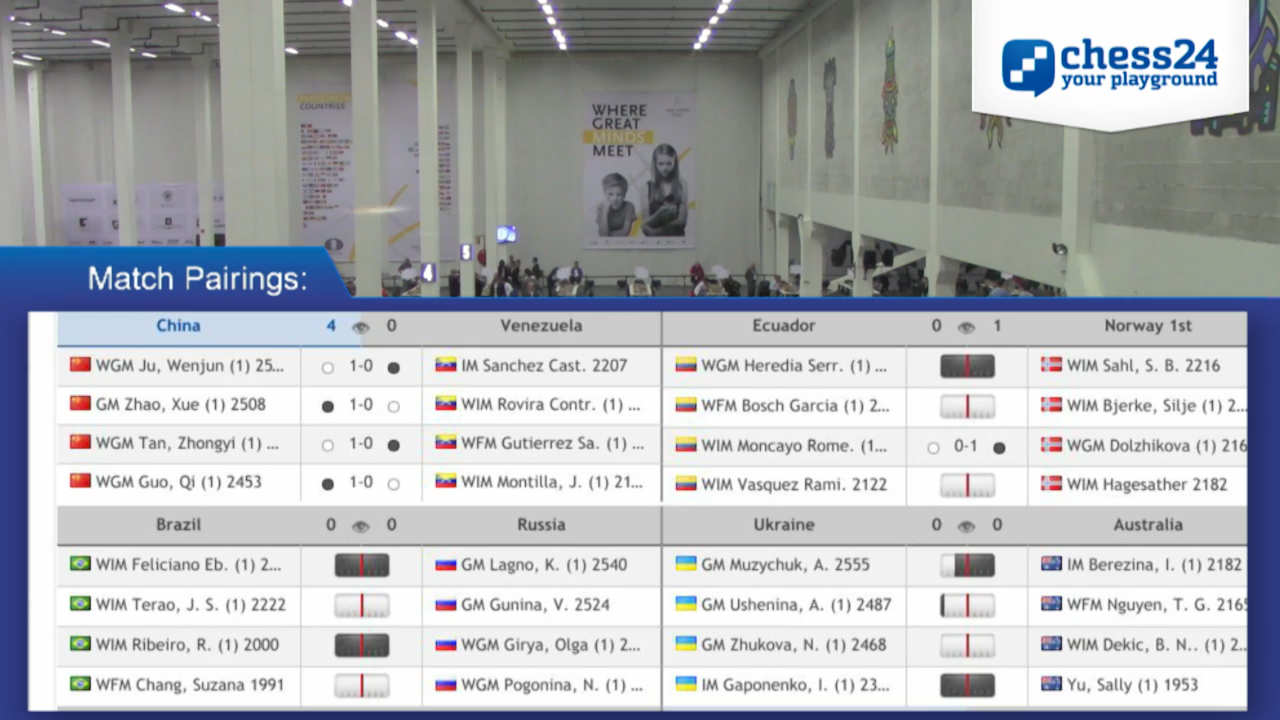 chess24
your playground
COUNTRIES
WHERE
GREAT
MINDS
MEET
5
4
Match Pairings:
China 4 0 Venezuela Ecuador 0 1 Norway 1st
WGM Ju, Wenjun (1) 25... 1-0 IM Sanchez Cast. 2207 WGM Heredia Serr. (1) ... WIM Sahl, S. B. 2216
GM Zhao, Xue (1) 2508 1-0 WIM Rovira Contr. (1) ... WFM Bosch Garcia (1) 2... WIM Bjerke, Silje (1) 2...
WGM Tan, Zhongyi (1) ... 1-0 WFM Gutierrez Sa. (1) ... WIM Moncayo Rome. (1... 0-1 WGM Dolzhikova (1) 216
WGM Guo, Qi (1) 2453 1-0 WIM Montilla, J. (1) 21... WIM Vasquez Rami. 2122 WIM Hagesather 2182
Brazil 0 0 Russia Ukraine 0 0 Australia
WIM Feliciano Eb. (1) 2... GM Lagno, K. (1) 2540 GM Muzychuk, A. 2555 IM Berezina, I. (1) 2182
WIM Terao, J. S. (1) 2222 GM Gunina, V. 2524 GM Ushenina, A. (1) 2487 WFM Nguyen, T. G. 2165
WIM Ribeiro, R. (1) 2000 WGM Girya, Olga (1) 2... GM Zhukova, N. (1) 2468 WIM Dekic, B. N.. (1) 2...
WFM Chang, Suzana 1991 WGM Pogonina, N. (1) ... IM Gaponenko, I. (1) 23... Yu, Sally (1) 1953